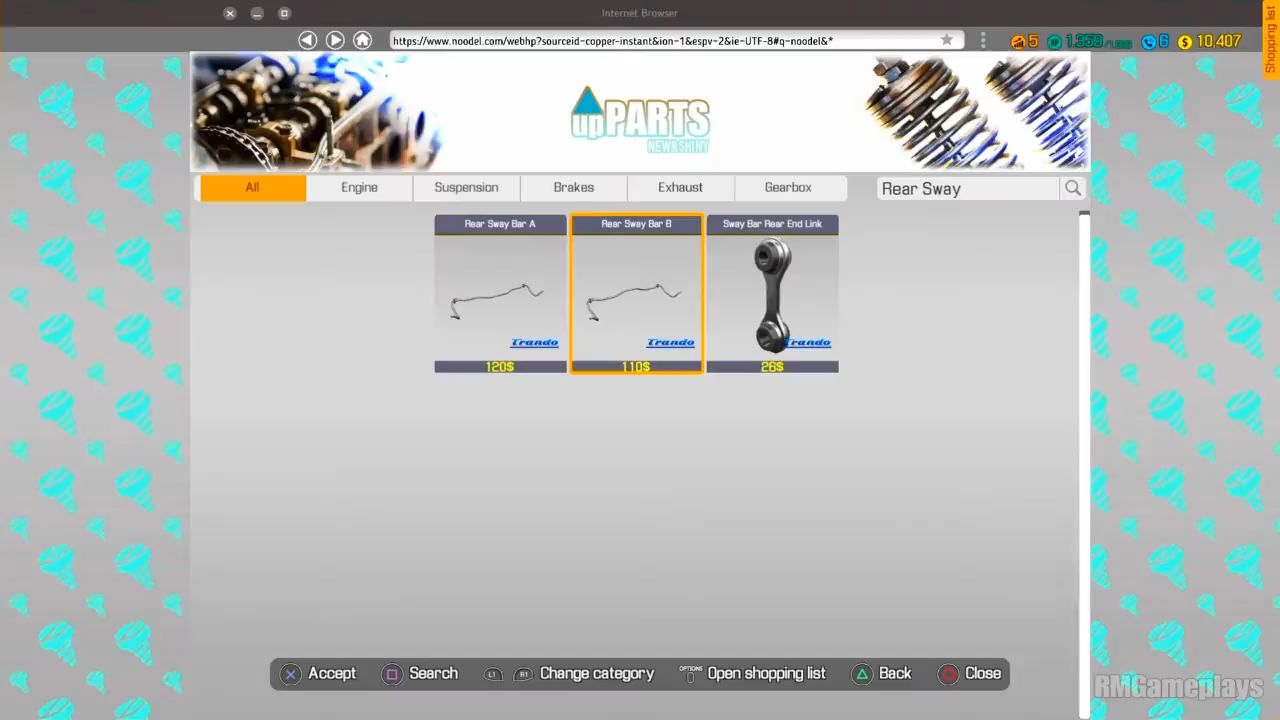 Internet Browser
https://www.noodel.com/webhp?sourceid-copper-instant&ion-1&espv-2&ie-UTF-8#q-noodel&*
5
XP 1,359
6
$ 10,407
Shopping list
upPARTS
NEW&SHINY
All
Engine
Suspension
Brakes
Exhaust
Gearbox
Rear Sway
Rear Sway Bar A
Rear Sway Bar B
Sway Bar Rear End Link
Trando
Trando
Trando
120$
110$
26$
Accept
Search
L1
R1
Change category
OPTIONS
Open shopping list
Back
Close
RMGameplays